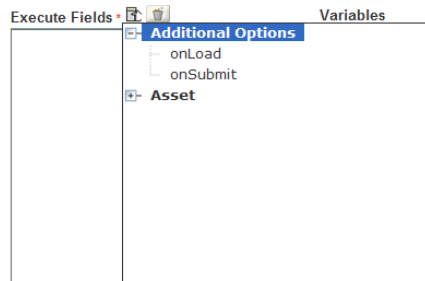 Execute Fields * Variables
Additional Options
onLoad
onSubmit
Asset